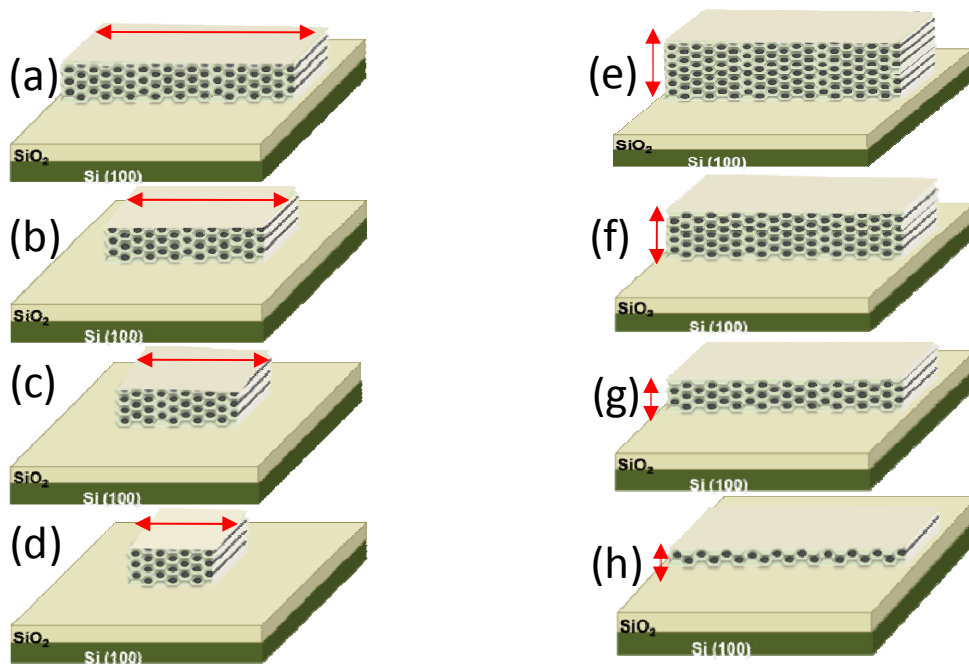 (a)
SiO2
Si (100)
(b)
SiO2
Si (100)
(c)
SiO2
Si (100)
(d)
SiO2
Si (100)
(e)
SiO2
Si (100)
(f)
SiO2
Si (100)
(g)
SiO2
Si (100)
(h)
SiO2
Si (100)